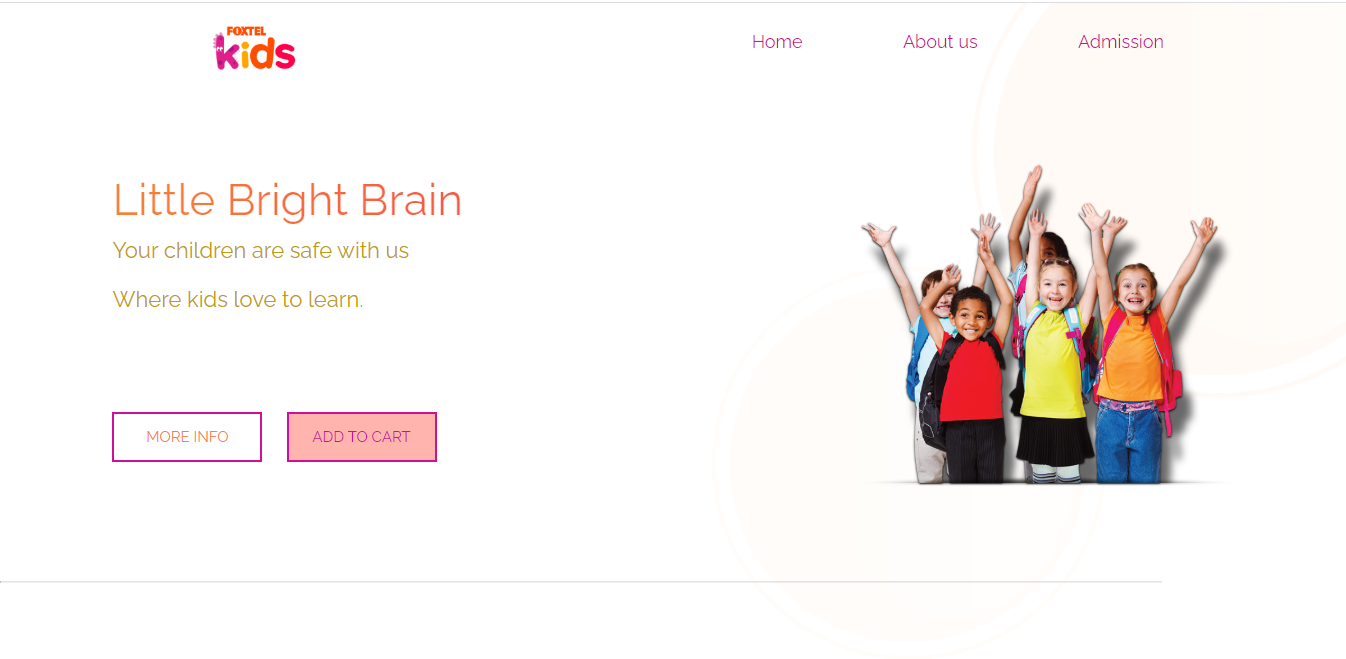 FOXTEL
kids
Home About us Admission
Little Bright Brain
Your children are safe with us
Where kids love to learn.
MORE INFO ADD TO CART